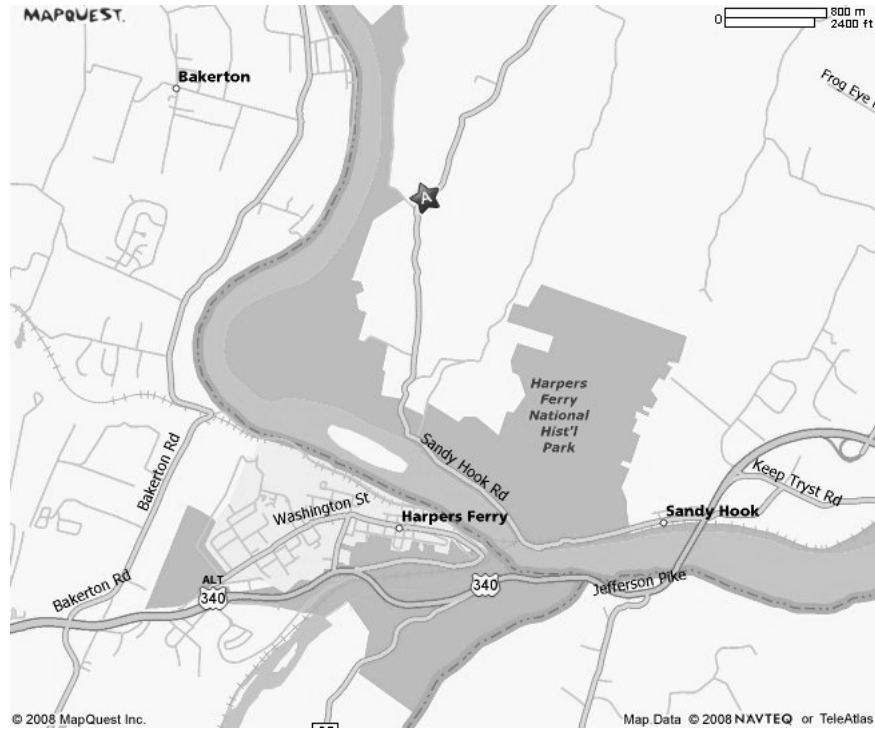 MAPQUEST.
0
800 m
2400 ft
Bakerton
Frog Eye
A
Harpers
Ferry
National
Hist'l
Park
Sandy Hook Rd
Keep Tryst Rd
Bakerton Rd
Washington St
Harpers Ferry
Sandy Hook
ALT
340
340
Jefferson Pike
Bakerton Rd
© 2008 MapQuest Inc.
Map Data © 2008 NAVTEQ or TeleAtlas